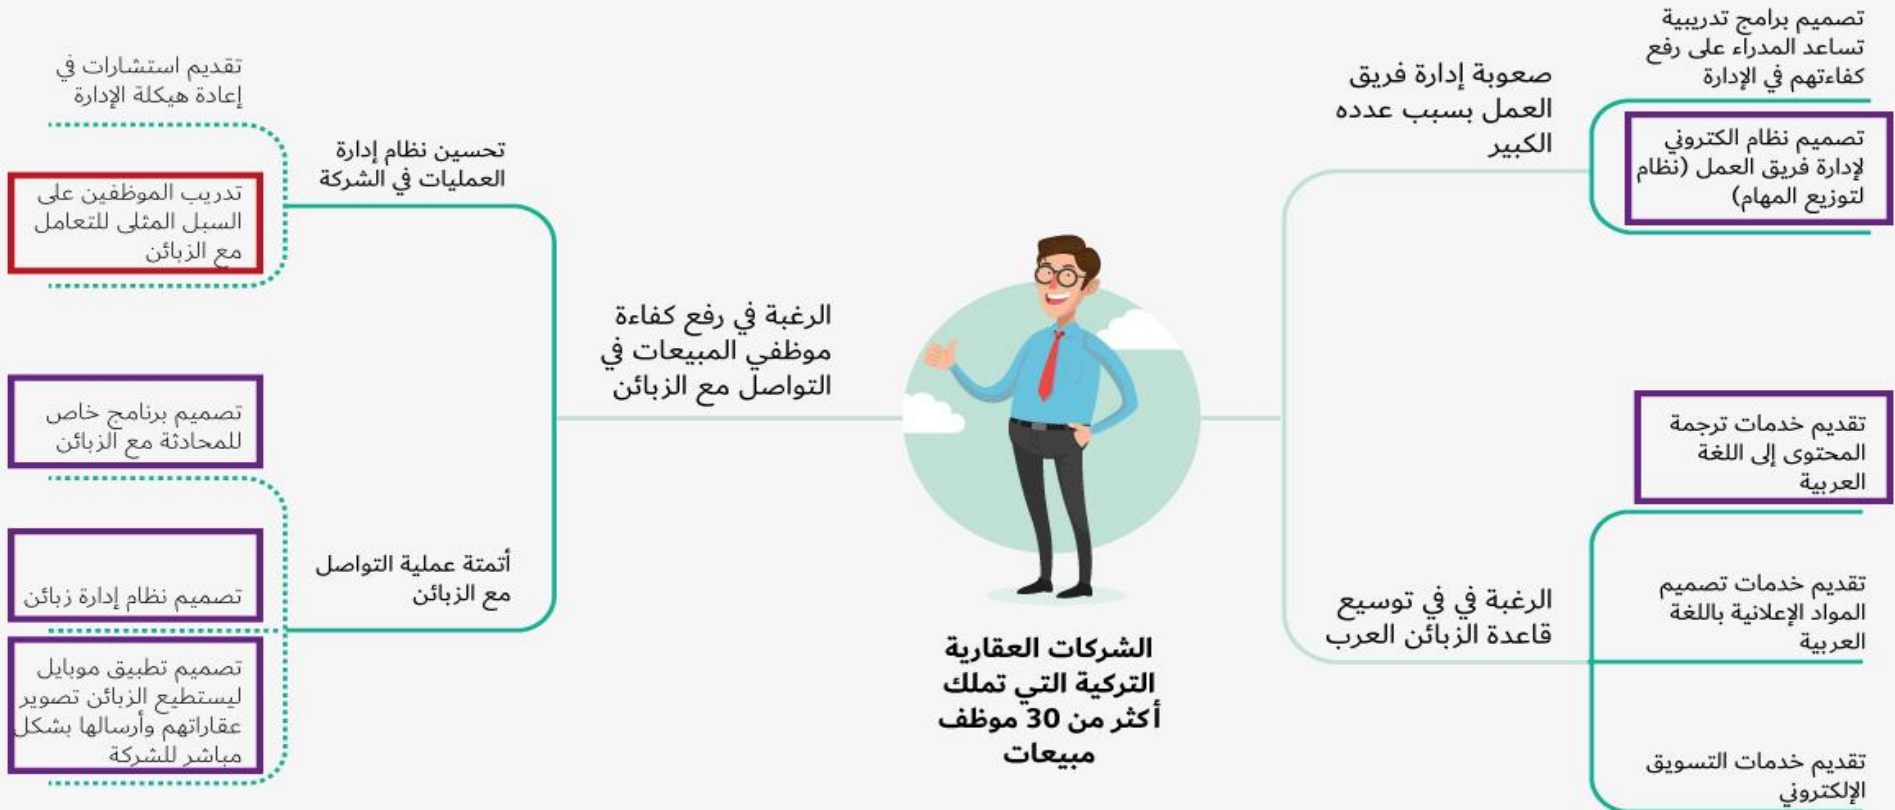 تصميم برامج تدريبية
تساعد المدراء على رفع
كفاءتهم في الإدارة
صعوبة إدارة فريق
العمل بسبب عدده
الكبير
تصميم نظام الكتروني
لإدارة فريق العمل (نظام
لتوزيع المهام)
تقديم خدمات ترجمة
المحتوى إلى اللغة
العربية
الرغبة في في توسيع
قاعدة الزبائن العرب
تقديم خدمات تصميم
المواد الإعلانية باللغة
العربية
تقديم خدمات التسويق
الإلكتروني
الشركات العقارية
التركية التي تملك
أكثر من 30 موظف
مبيعات
الرغبة في رفع كفاءة
موظفي المبيعات في
التواصل مع الزبائن
تحسين نظام إدارة
العمليات في الشركة
تقديم استشارات في
إعادة هيكلة الإدارة
تدريب الموظفين على
السبل المثلى للتعامل
مع الزبائن
أتمتة عملية التواصل
مع الزبائن
تصميم برنامج خاص
للمحادثة مع الزبائن
تصميم نظام إدارة زبائن
تصميم تطبيق موبايل
ليستطيع الزبائن تصوير
عقاراتهم وأرسالها بشكل
مباشر للشركة